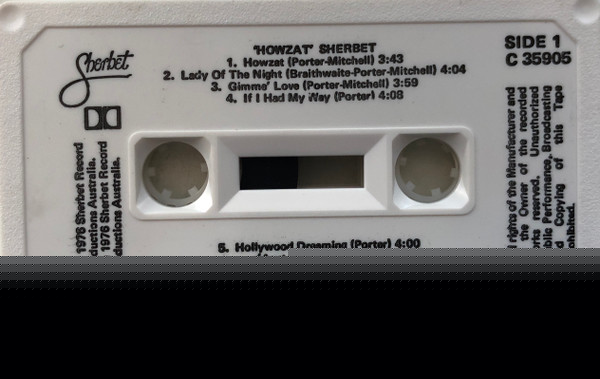 Sherbet
'HOWZAT' SHERBET
1. Howzat (Porter-Mitchell) 3:43
2. Lady Of The Night (Braithwaite-Porter-Mitchell) 4:04
3. Gimme' Love (Porter-Mitchell) 3:59
4. If I Had My Way (Porter) 4:08
SIDE 1
C 35905
5. Hollywood Dreaming (Porter) 4:00
1976 Sherbet Record
ductions Australia.
1976 Sherbet Record
ductions Australia.
rights of the Manufacturer and
the Owner of the recorded
rks reserved. Unauthorized
blic Performance, Broadcasting
d Copying of this Tape
ohibited.